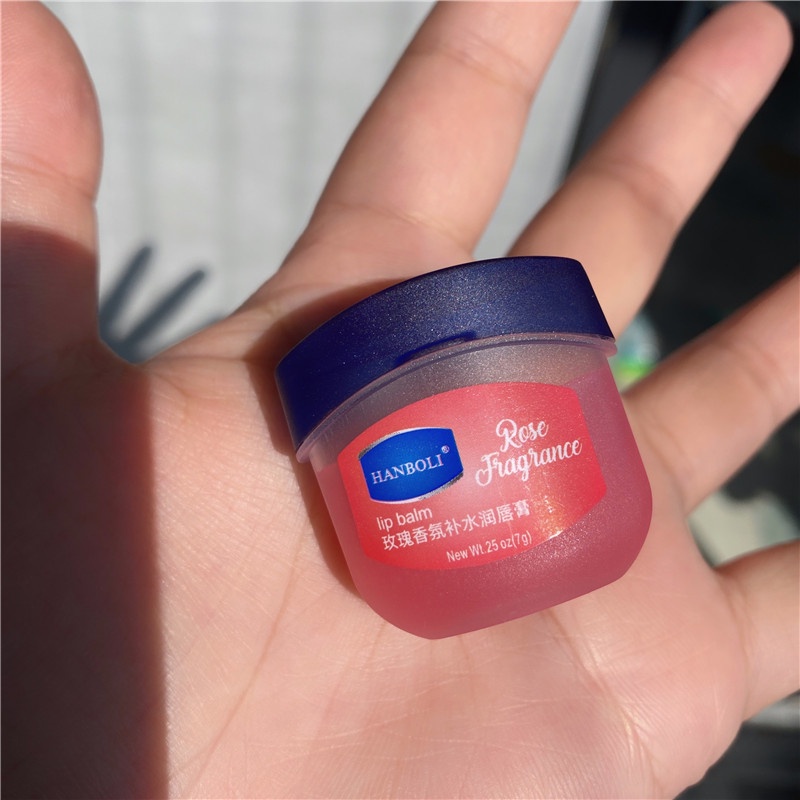 HANBOLI®
Rose
Fragrance
lip balm
玫瑰香氛补水润唇膏
New Wt.25 oz(7g)